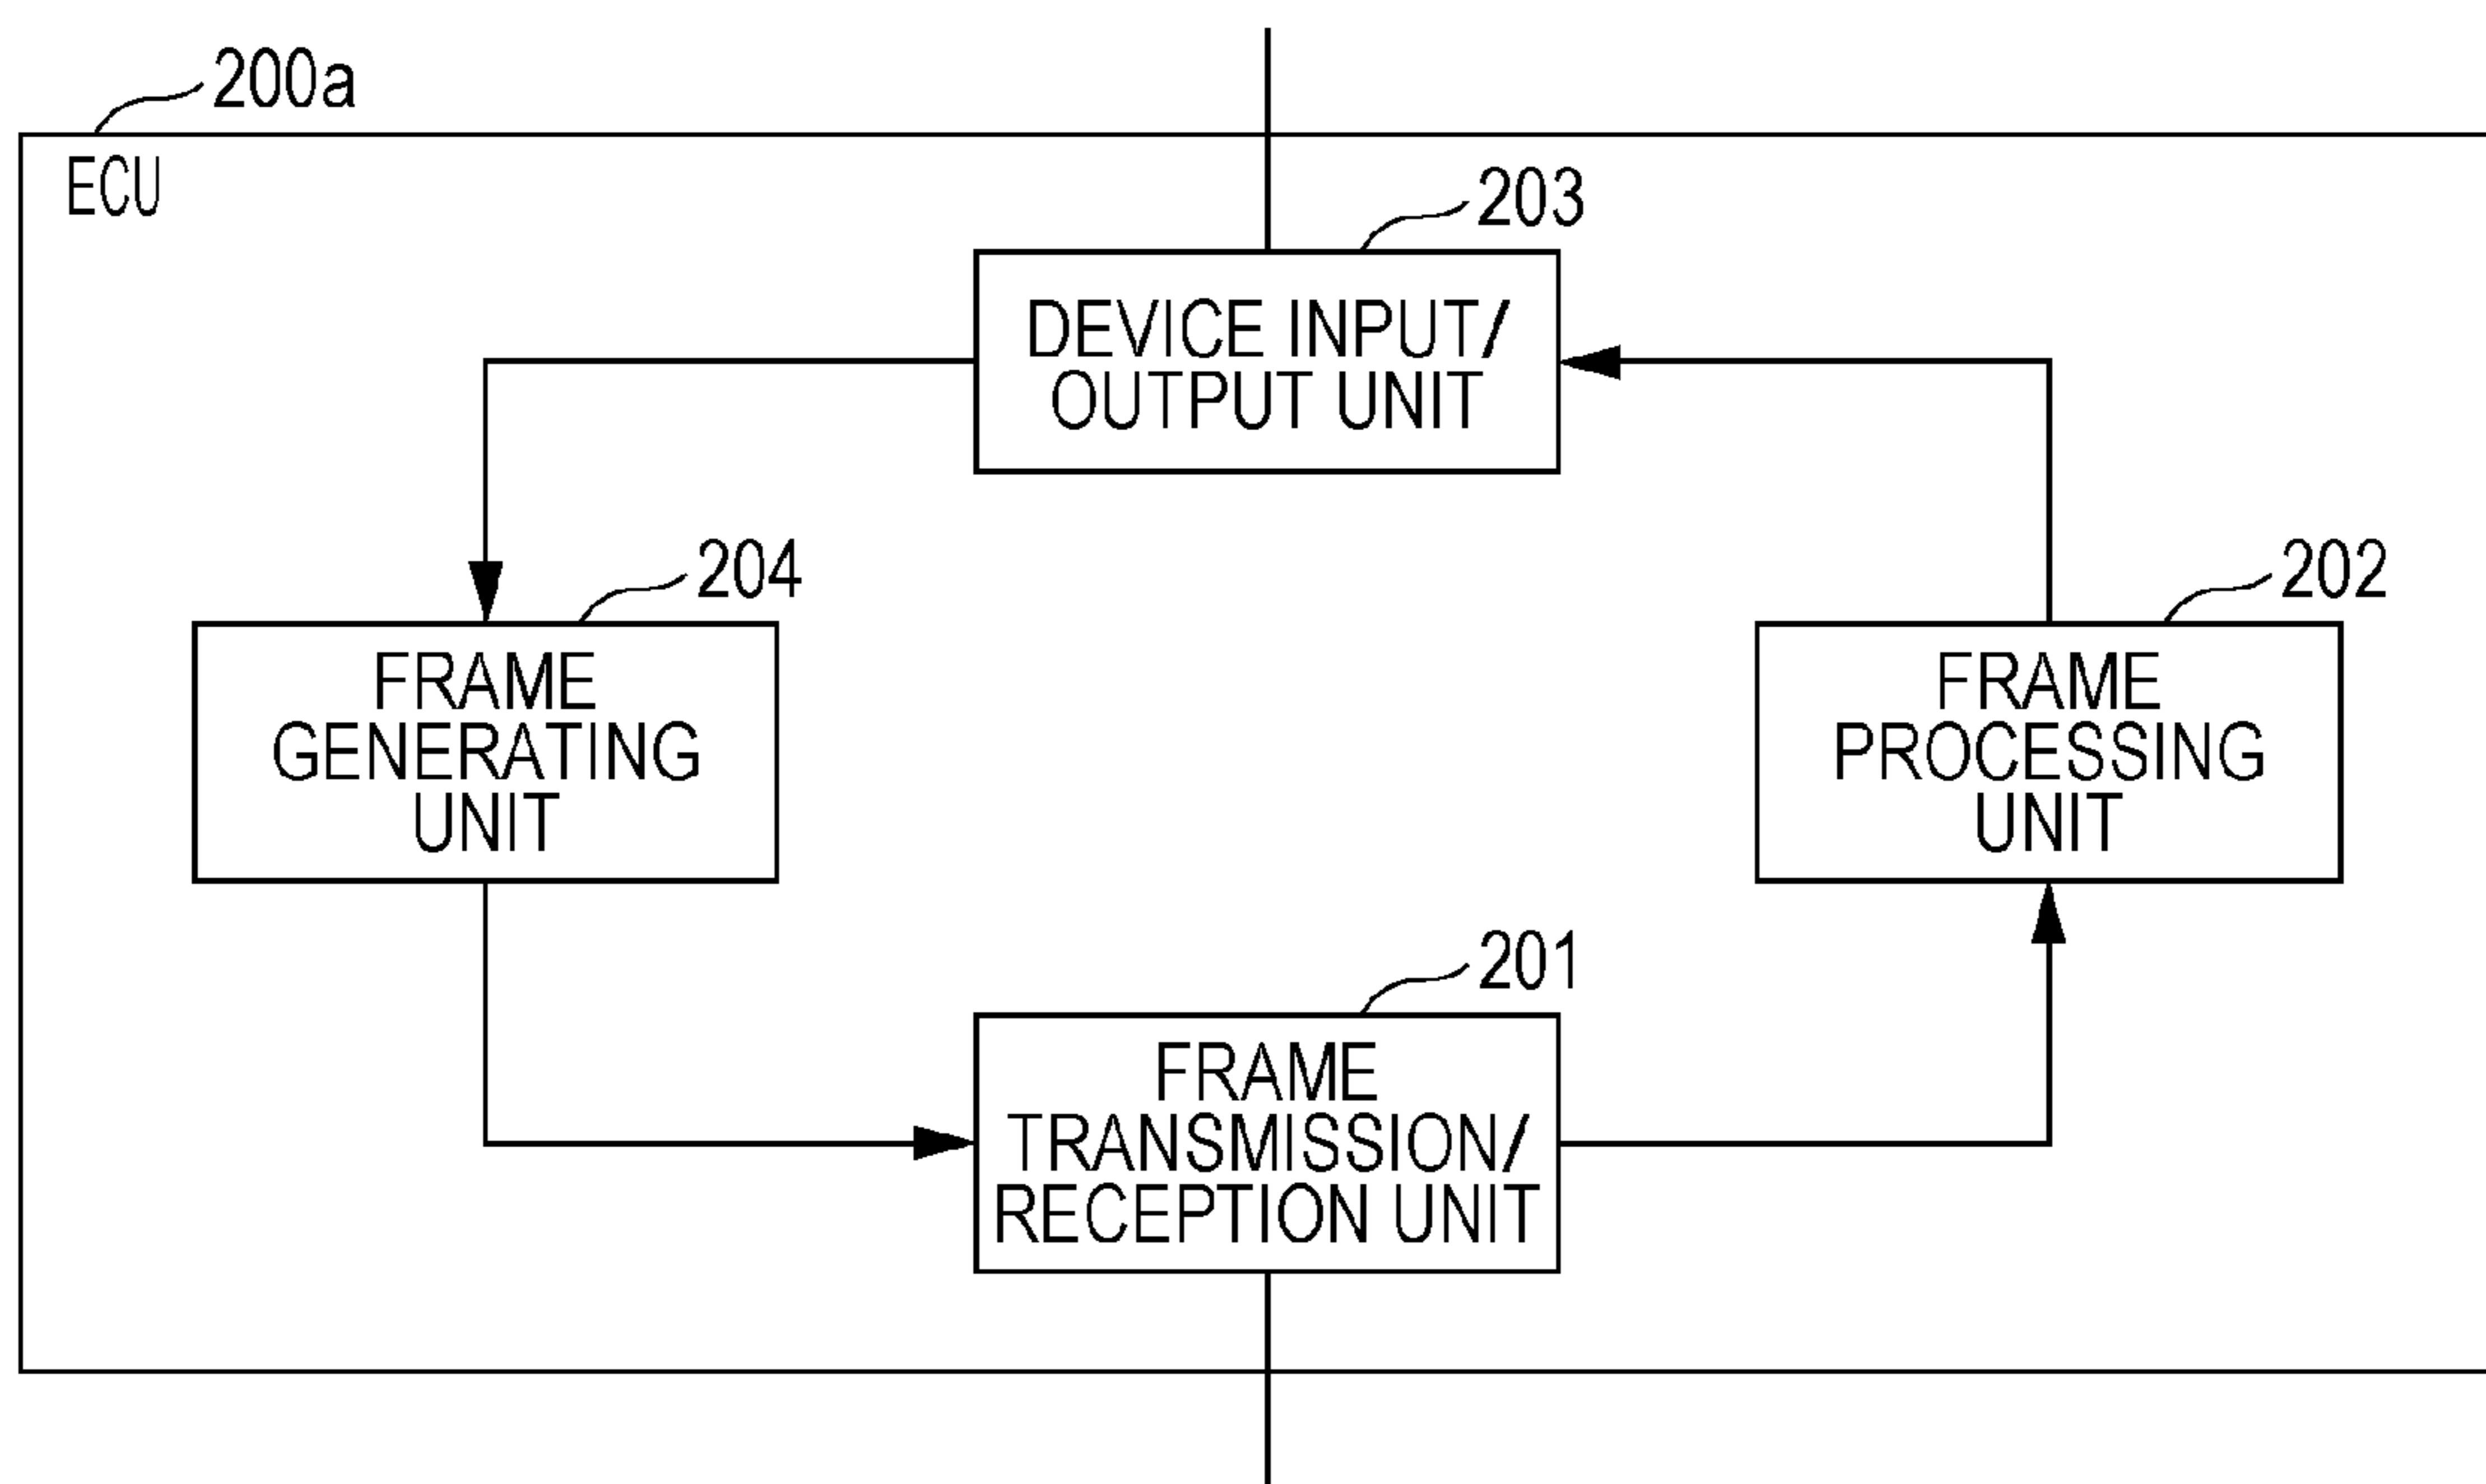 200a
ECU
203
DEVICE INPUT/
OUTPUT UNIT
204
FRAME
GENERATING
UNIT
202
FRAME
PROCESSING
UNIT
201
FRAME
TRANSMISSION/
RECEPTION UNIT